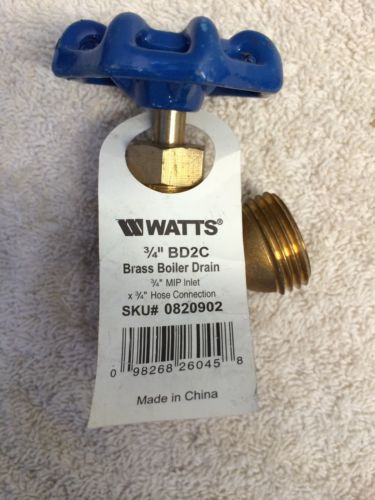 WATTS
3/4" BD2C
Brass Boiler Drain
3/4" MIP Inlet
x 3/4" Hose Connection
SKU# 0820902
0 98268 26045 8
Made in China